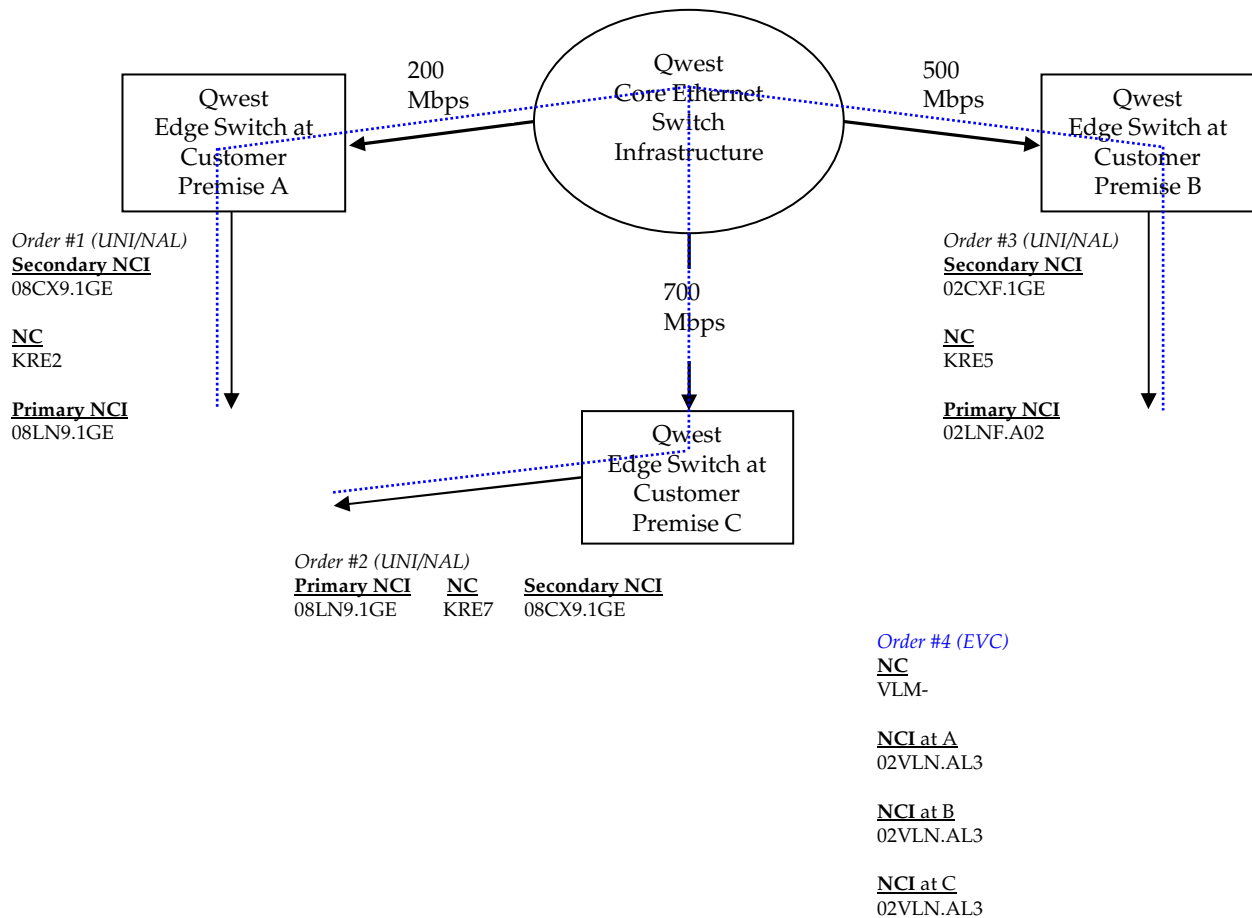 Qwest
Edge Switch at
Customer
Premise A
200
Mbps
Qwest
Core Ethernet
Switch
Infrastructure
500
Mbps
Qwest
Edge Switch at
Customer
Premise B
Order #1 (UNI/NAL)
Secondary NCI
08CX9.1GE
NC
KRE2
Primary NCI
08LN9.1GE
700
Mbps
Order #3 (UNI/NAL)
Secondary NCI
02CXF.1GE
NC
KRE5
Primary NCI
02LNF.A02
Qwest
Edge Switch at
Customer
Premise C
Order #2 (UNI/NAL)
Primary NCI NC Secondary NCI
08LN9.1GE KRE7 08CX9.1GE
Order #4 (EVC)
NC
VLM-
NCI at A
02VLN.AL3
NCI at B
02VLN.AL3
NCI at C
02VLN.AL3